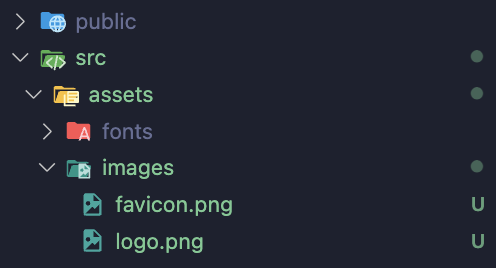 public
src
assets
fonts
images
favicon.png U
logo.png U